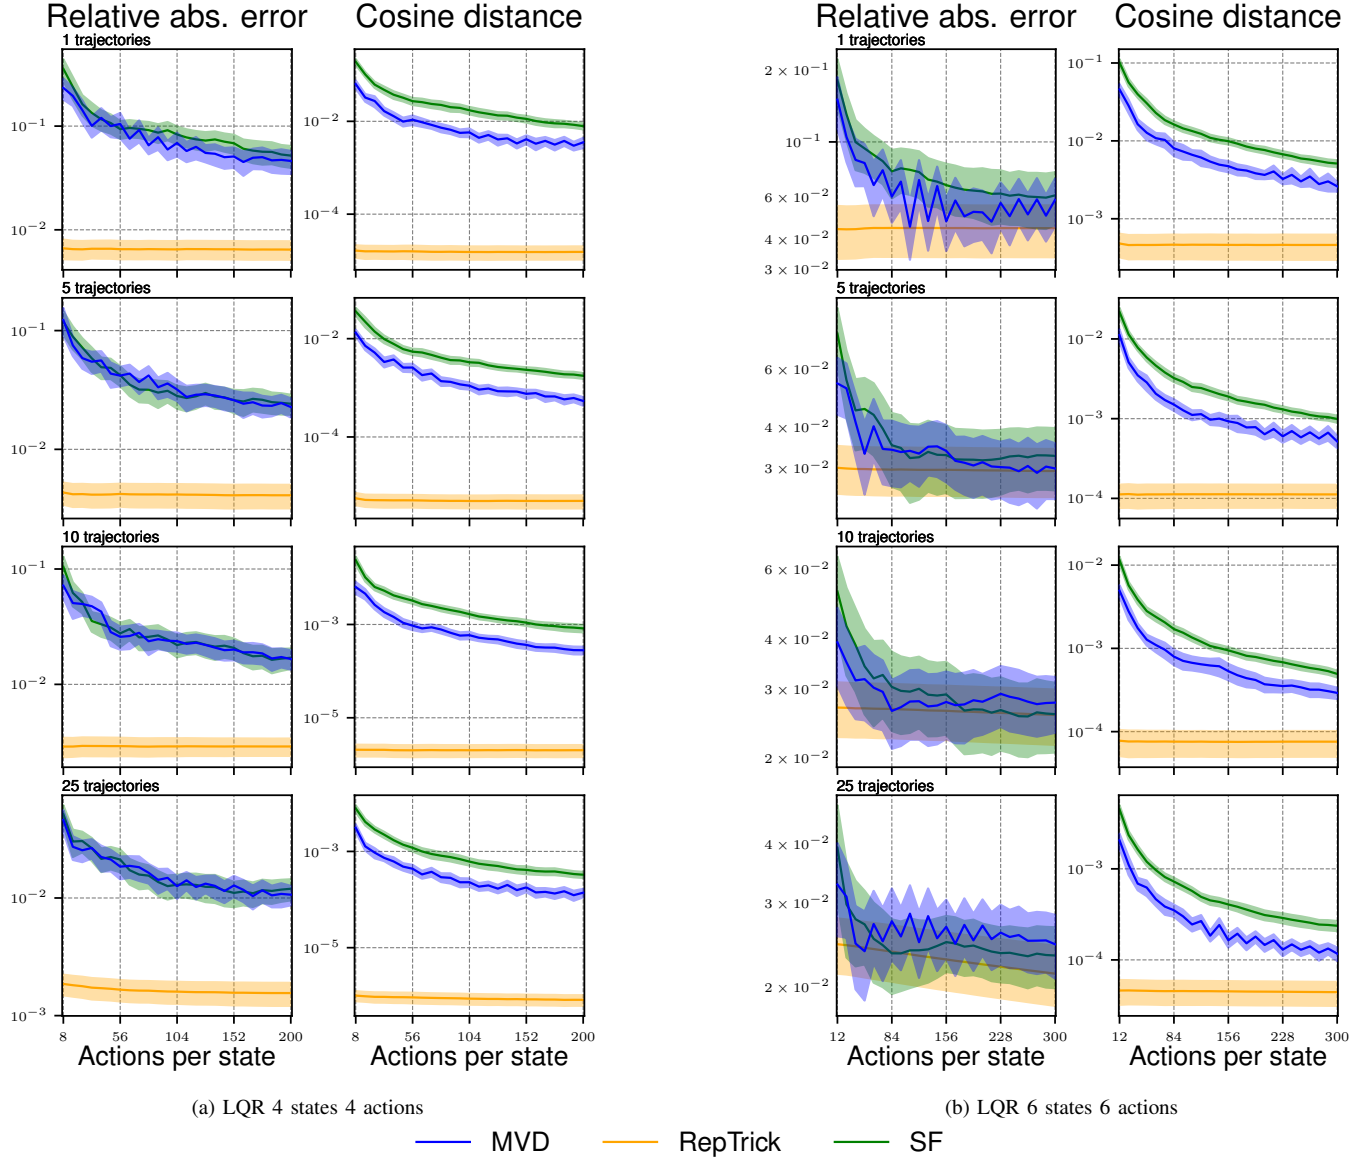 Relative abs. error
Cosine distance
Relative abs. error
Cosine distance
1 trajectories
10⁻¹
10⁻²
10⁻²
10⁻⁴
1 trajectories
2 × 10⁻¹
10⁻¹
6 × 10⁻²
4 × 10⁻²
3 × 10⁻²
10⁻¹
10⁻²
10⁻³
5 trajectories
10⁻¹
10⁻²
10⁻²
10⁻⁴
5 trajectories
6 × 10⁻²
4 × 10⁻²
3 × 10⁻²
10⁻²
10⁻³
10⁻⁴
10 trajectories
10⁻¹
10⁻²
10⁻³
10⁻⁵
10 trajectories
6 × 10⁻²
4 × 10⁻²
3 × 10⁻²
2 × 10⁻²
10⁻²
10⁻³
10⁻⁴
25 trajectories
10⁻²
10⁻³
10⁻³
10⁻⁵
25 trajectories
4 × 10⁻²
3 × 10⁻²
2 × 10⁻²
10⁻³
10⁻⁴
8 56 104 152 200
8 56 104 152 200
12 84 156 228 300
12 84 156 228 300
Actions per state
Actions per state
Actions per state
Actions per state
(a) LQR 4 states 4 actions
(b) LQR 6 states 6 actions
MVD RepTrick SF